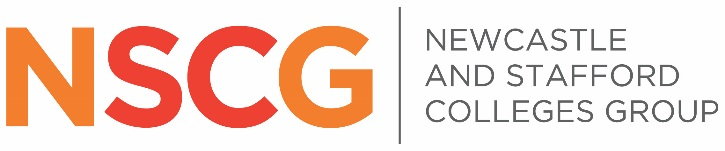 NSCG
NEWCASTLE
AND STAFFORD
COLLEGES GROUP